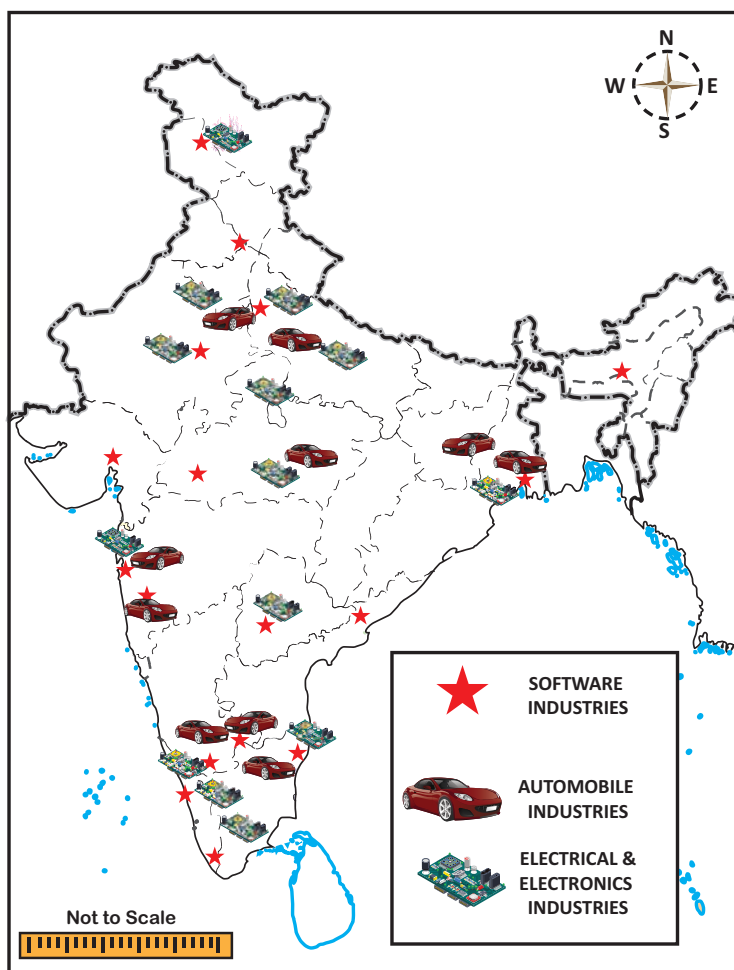 N
W
E
S
SOFTWARE
INDUSTRIES
AUTOMOBILE
INDUSTRIES
ELECTRICAL &
ELECTRONICS
INDUSTRIES
Not to Scale